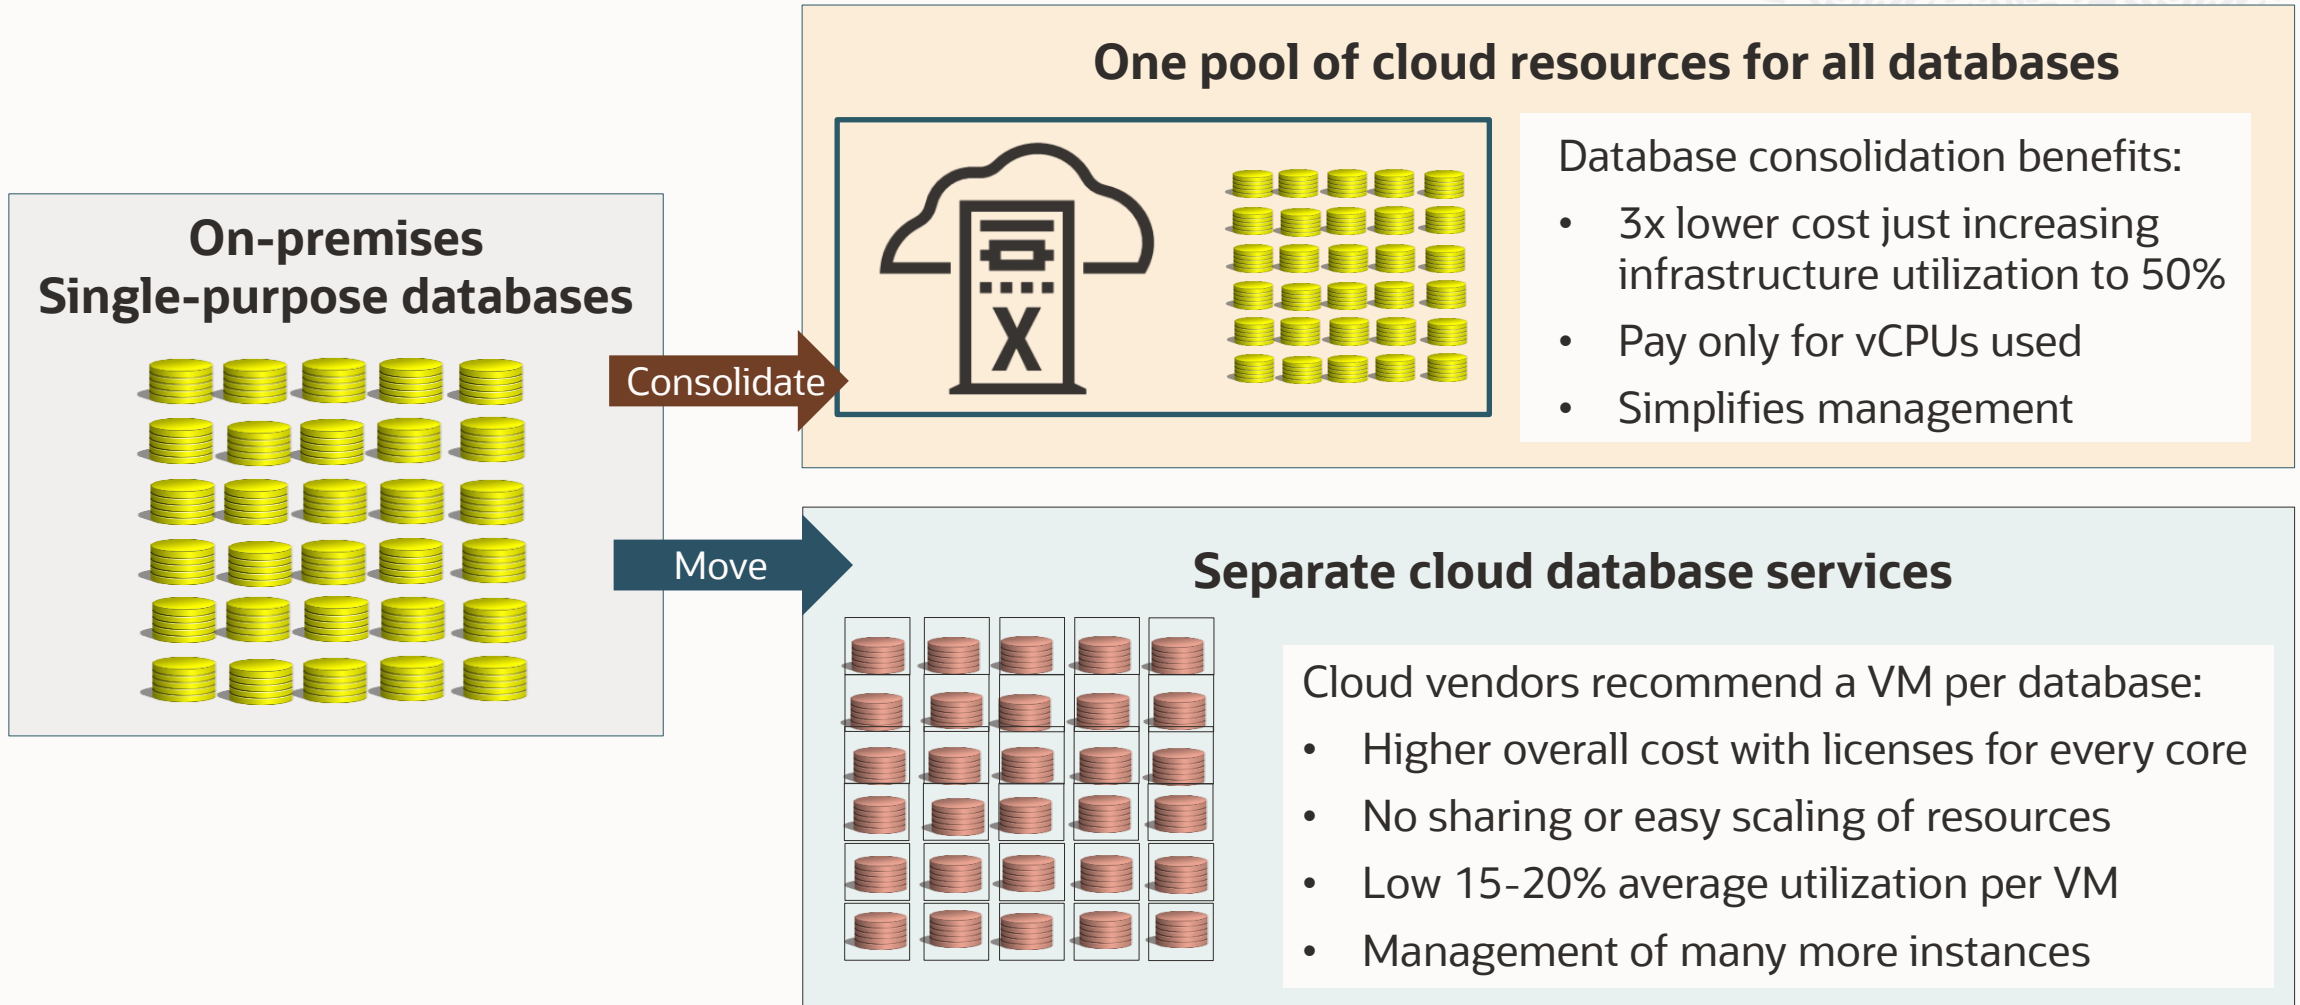 On-premises
Single-purpose databases
Consolidate
Move
One pool of cloud resources for all databases
X
Database consolidation benefits:
• 3x lower cost just increasing
infrastructure utilization to 50%
• Pay only for vCPUs used
• Simplifies management
Separate cloud database services
Cloud vendors recommend a VM per database:
• Higher overall cost with licenses for every core
• No sharing or easy scaling of resources
• Low 15-20% average utilization per VM
• Management of many more instances